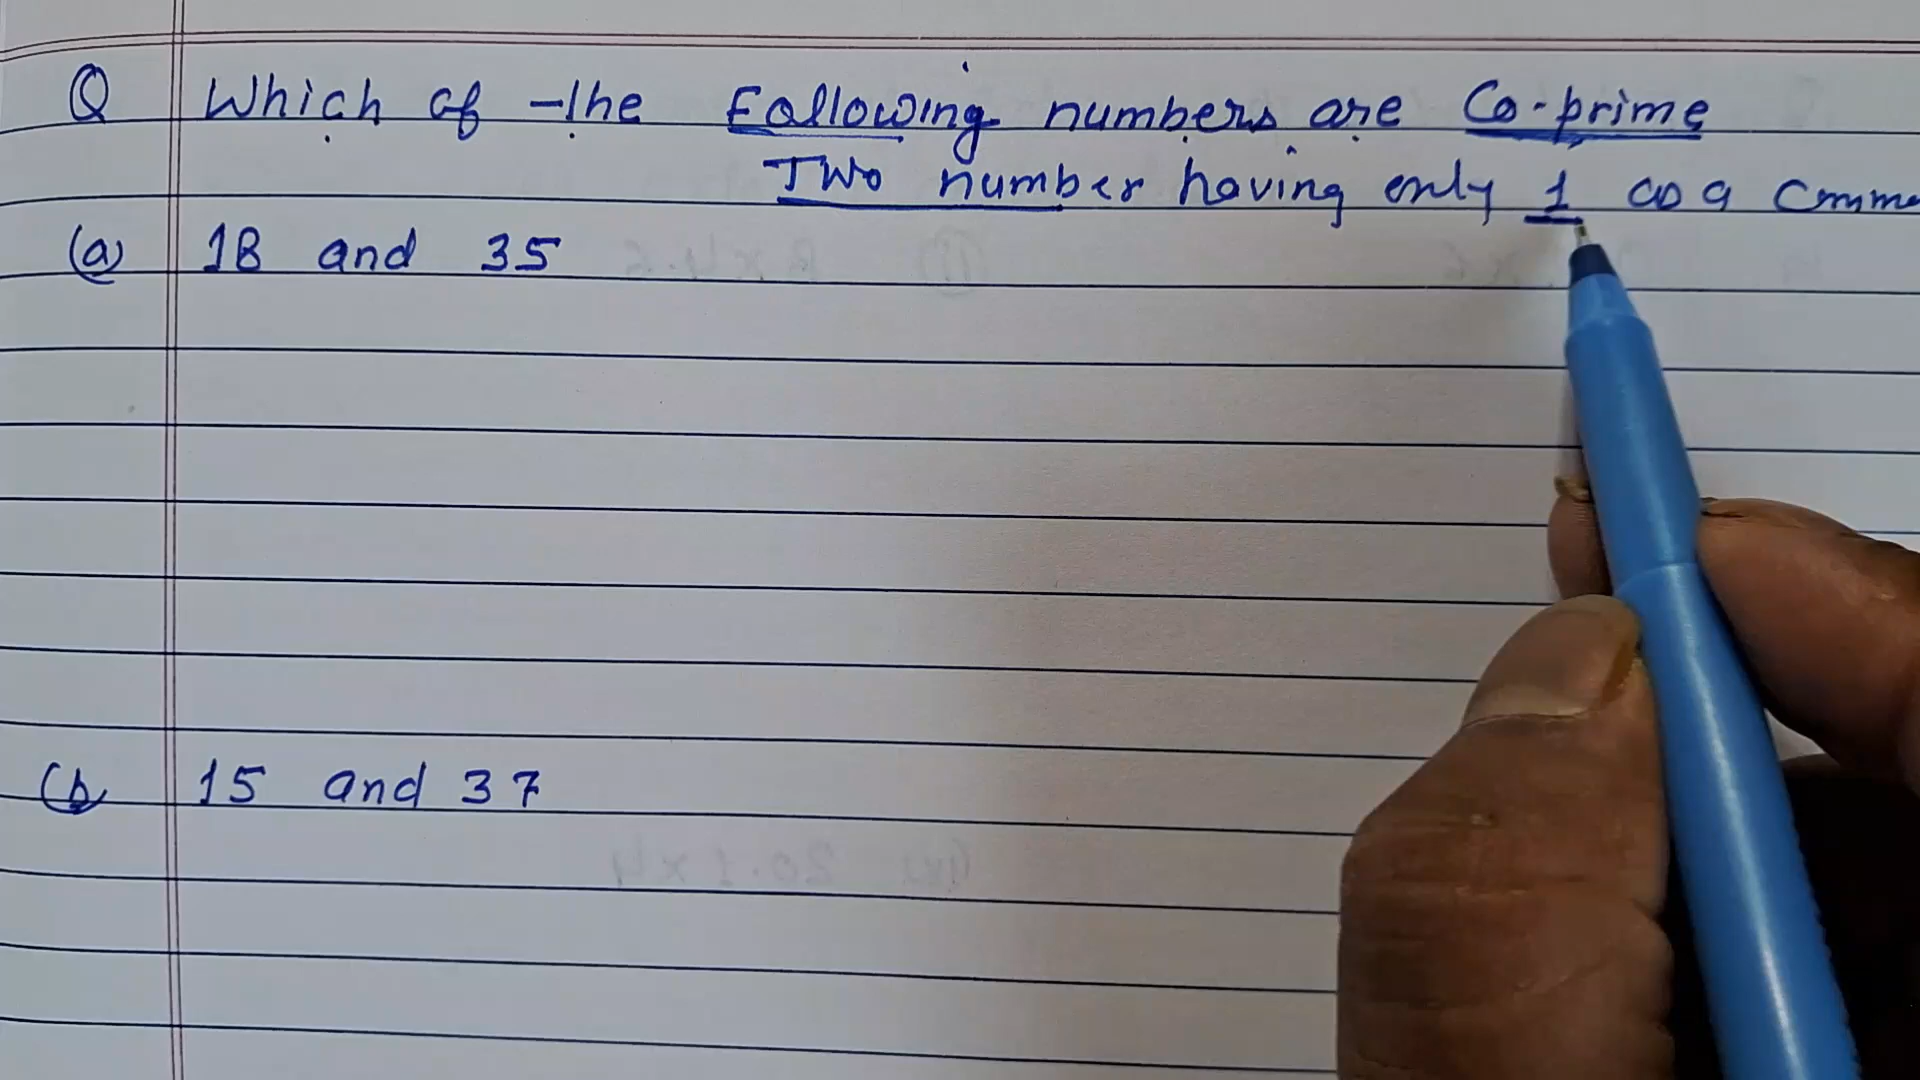 Q Which of the Following numbers are Co-prime
Two number having only 1 as a Comme
(a) 18 and 35
(b) 15 and 37